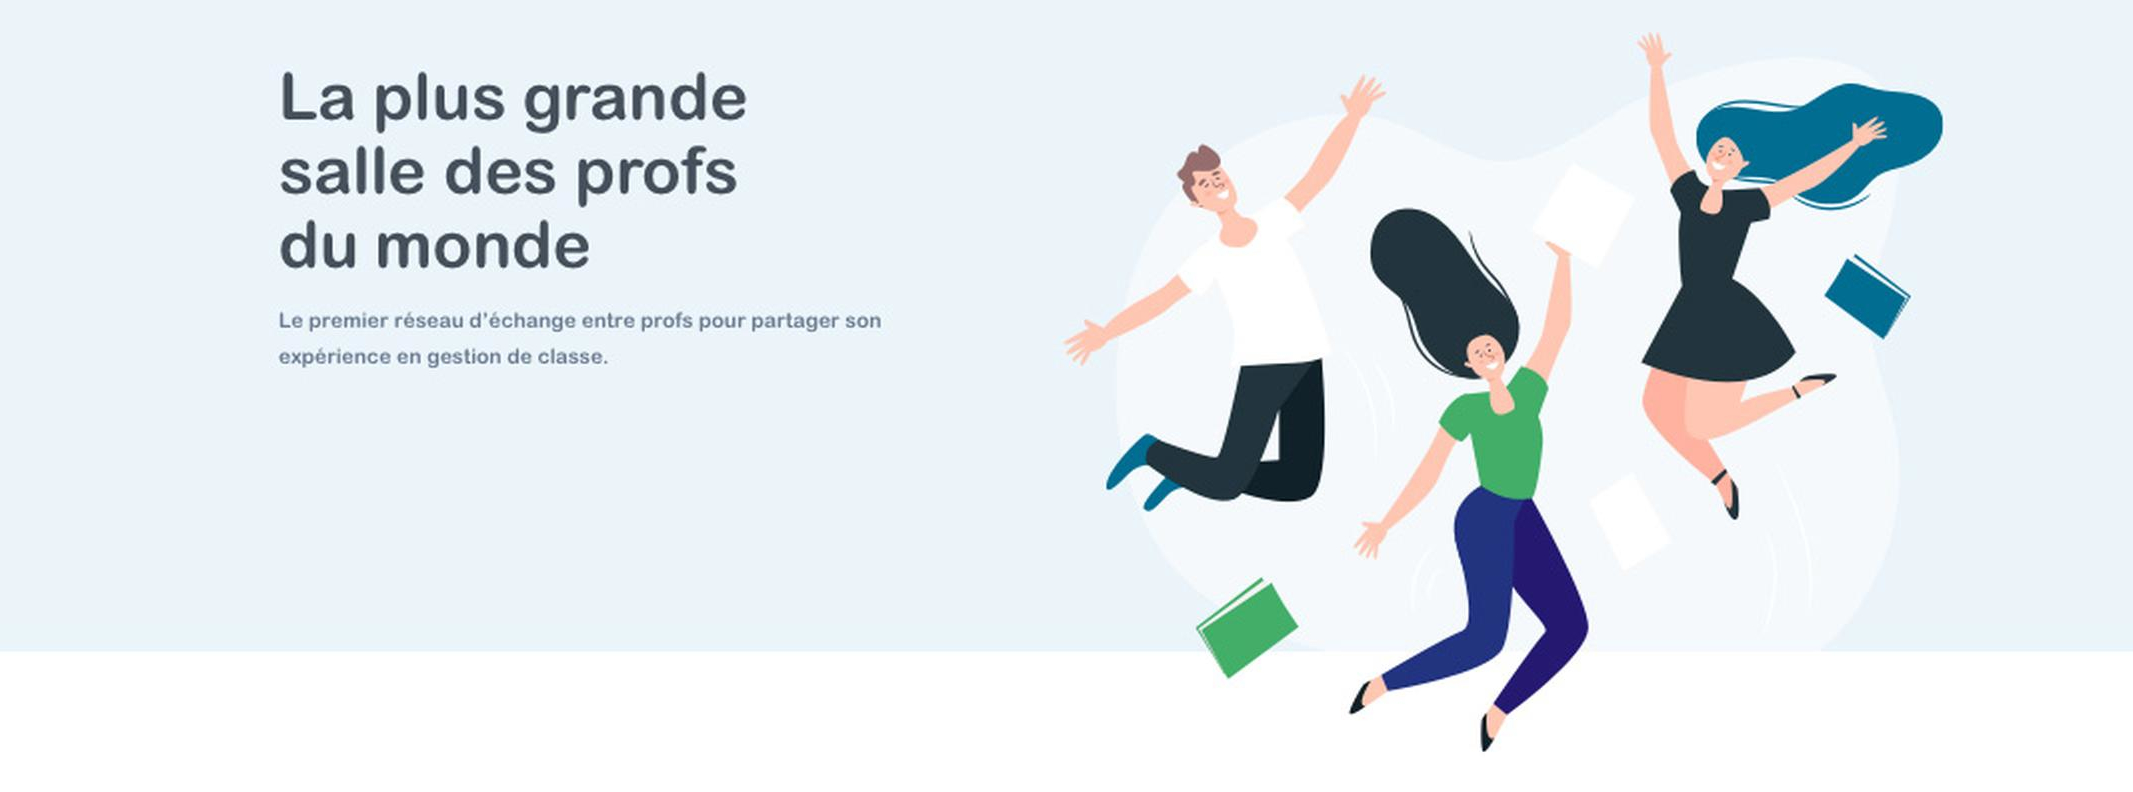 La plus grande
salle des profs
du monde
Le premier réseau d’échange entre profs pour partager son
expérience en gestion de classe.